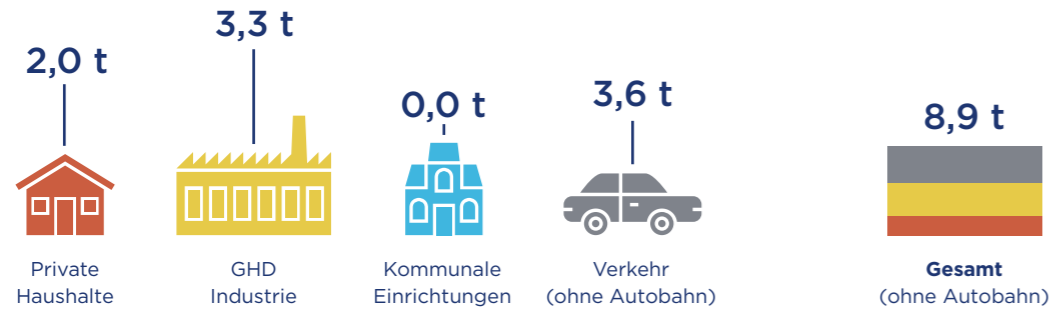 2,0 t
3,3 t
0,0 t
3,6 t
8,9 t
Private
Haushalte
GHD
Industrie
Kommunale
Einrichtungen
Verkehr
(ohne Autobahn)
Gesamt
(ohne Autobahn)